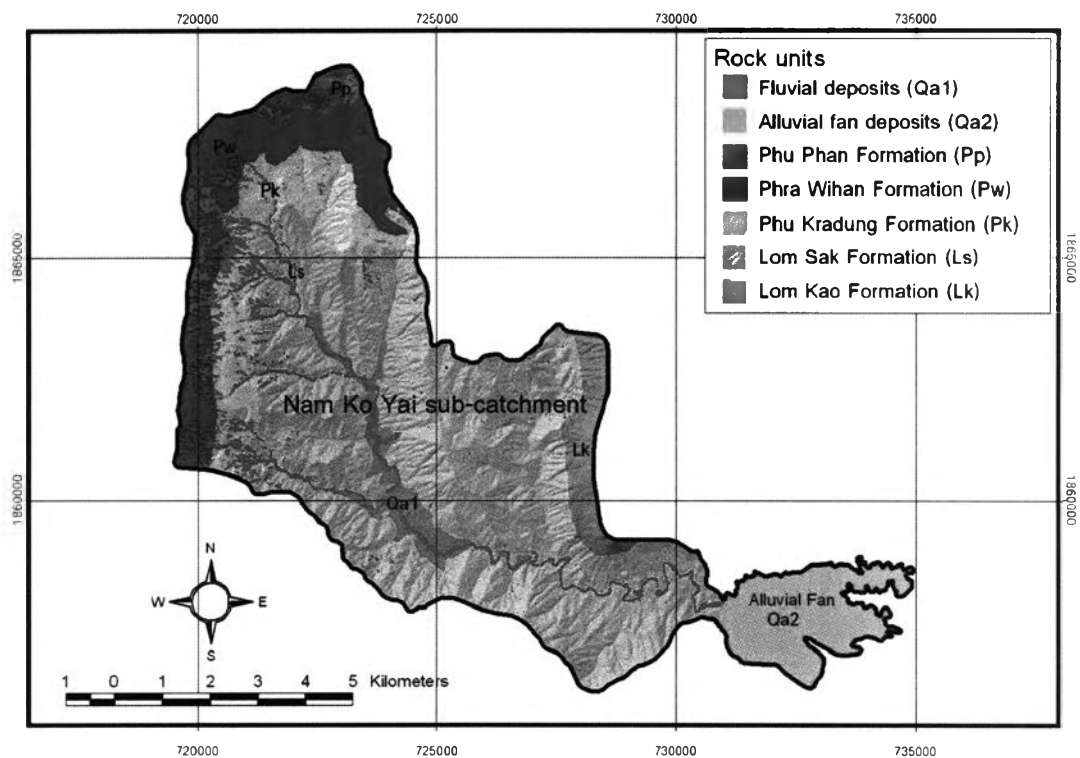 720000 725000 730000 736000
Rock units
Fluvial deposits (Qa1)
Alluvial fan deposits (Qa2)
Phu Phan Formation (Pp)
Phra Wihan Formation (Pw)
Phu Kradung Formation (Pk)
Lom Sak Formation (Ls)
Lom Kao Formation (Lk)
Pp
Pw
Pk
1865000
1865000
Ls
Nam Ko Yai sub-catchment
Lk
1860000
Qa1
1860000
N
W E
S
Alluvial Fan
Qa2
1 0 1 2 3 4 5 Kilometers
720000 725000 730000 735000